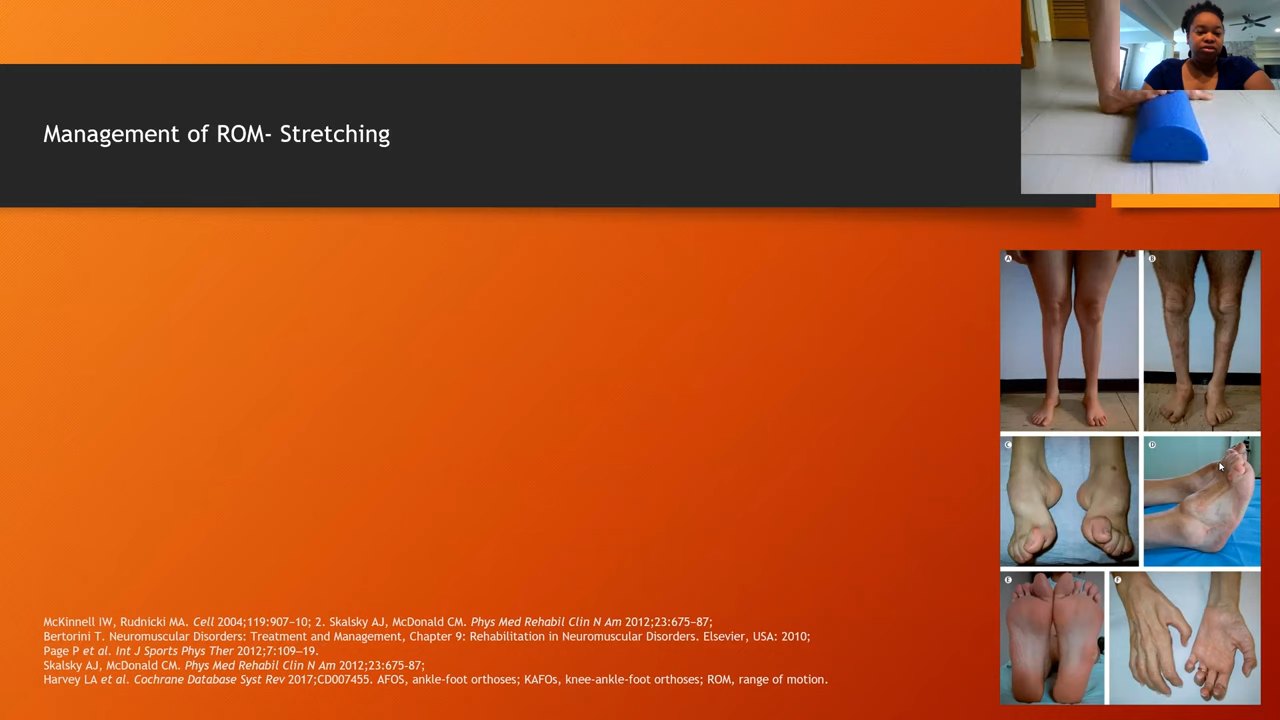 Management of ROM- Stretching
A
B
C
D
E
F
McKinnell IW, Rudnicki MA. Cell 2004;119:907–10; 2. Skalsky AJ, McDonald CM. Phys Med Rehabil Clin N Am 2012;23:675–87;
Bertorini T. Neuromuscular Disorders: Treatment and Management, Chapter 9: Rehabilitation in Neuromuscular Disorders. Elsevier, USA: 2010;
Page P et al. Int J Sports Phys Ther 2012;7:109–19.
Skalsky AJ, McDonald CM. Phys Med Rehabil Clin N Am 2012;23:675-87;
Harvey LA et al. Cochrane Database Syst Rev 2017;CD007455. AFOS, ankle-foot orthoses; KAFOs, knee-ankle-foot orthoses; ROM, range of motion.